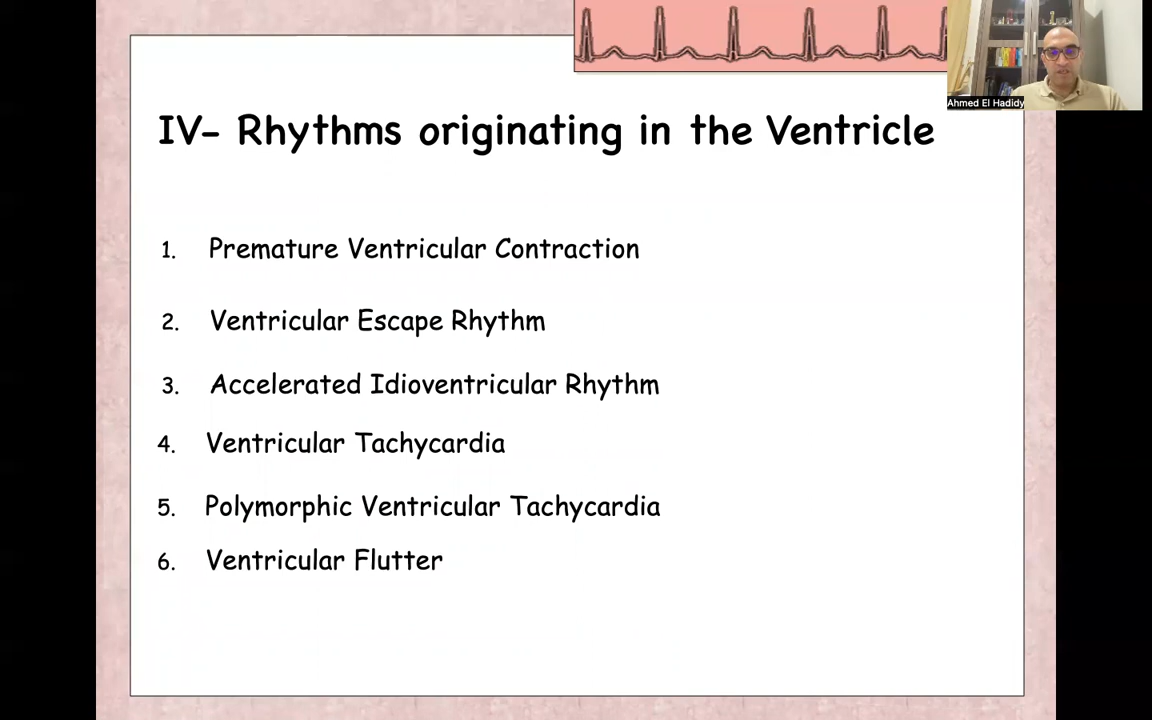 Ahmed El Hadidy
IV- Rhythms originating in the Ventricle
1. Premature Ventricular Contraction
2. Ventricular Escape Rhythm
3. Accelerated Idioventricular Rhythm
4. Ventricular Tachycardia
5. Polymorphic Ventricular Tachycardia
6. Ventricular Flutter